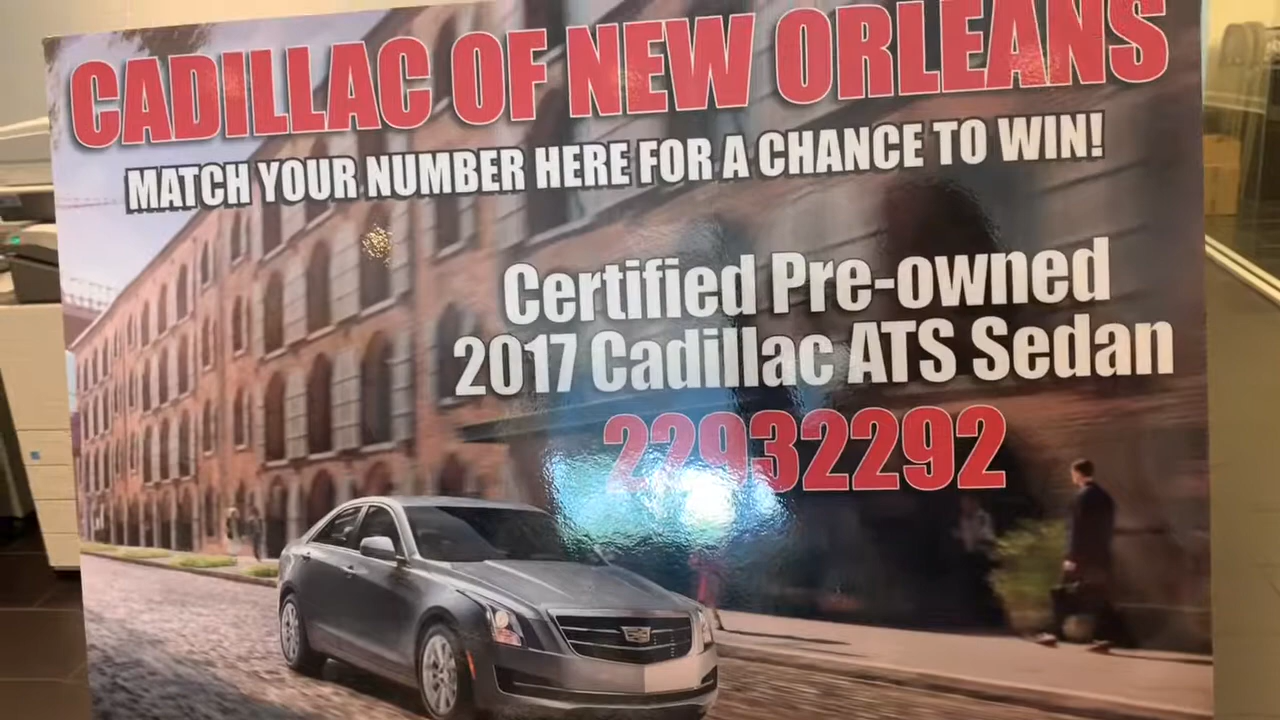 CADILLAC OF NEW ORLEANS
MATCH YOUR NUMBER HERE FOR A CHANCE TO WIN!
Certified Pre-owned
2017 Cadillac ATS Sedan
22932292